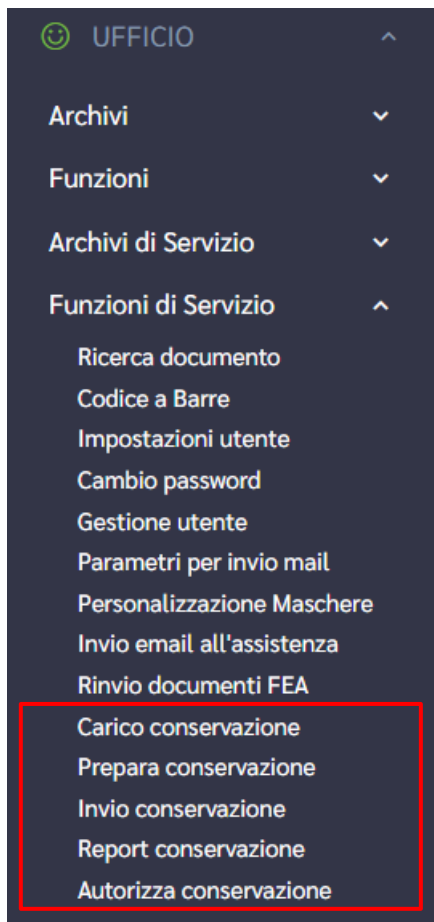 UFFICIO
Archivi
Funzioni
Archivi di Servizio
Funzioni di Servizio
Ricerca documento
Codice a Barre
Impostazioni utente
Cambio password
Gestione utente
Parametri per invio mail
Personalizzazione Maschere
Invio email all'assistenza
Rinvio documenti FEA
Carico conservazione
Prepara conservazione
Invio conservazione
Report conservazione
Autorizza conservazione